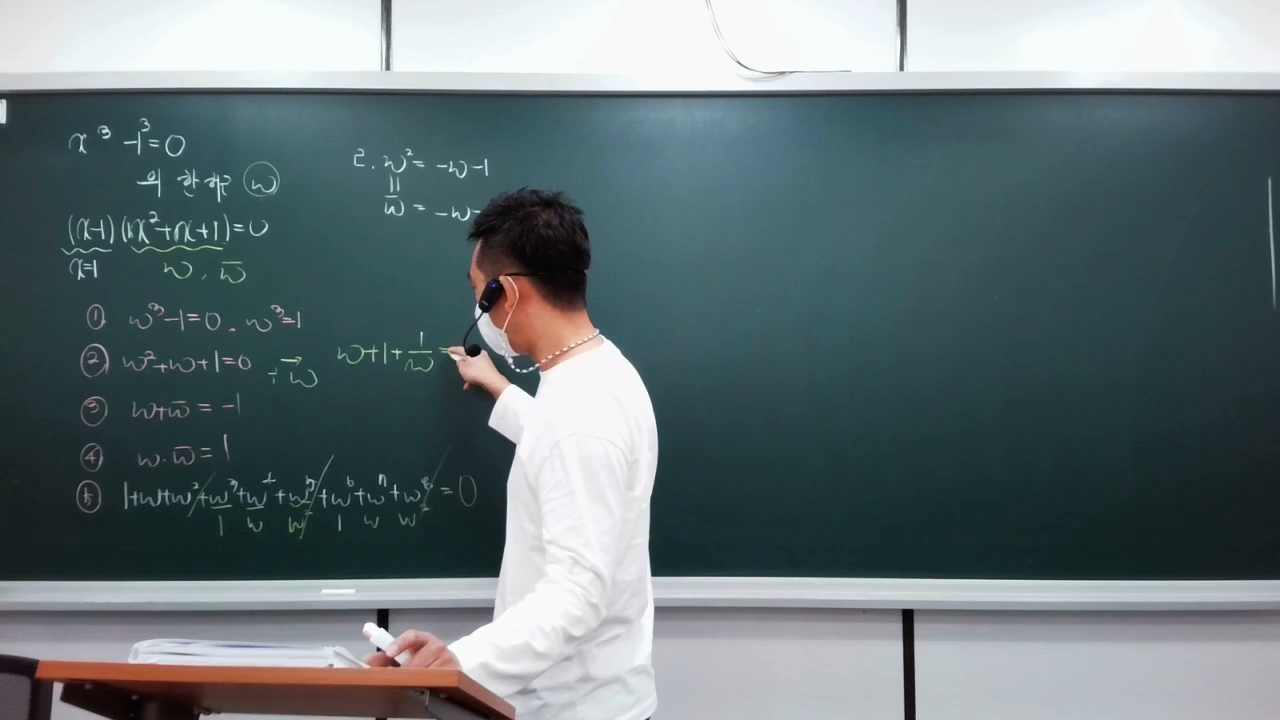 x³ -1³=0
의 한 허근 ω
(x-1)(x²+x+1)=0
x=1 ω, ω̅
① ω³-1=0. ω³=1
② ω²+ω+1=0 ÷ω →
③ ω+ω̅ = -1
④ ω·ω̅ = 1
⑤ 1+ω+ω²+ω³+ω⁴+ω⁵+ω⁶+ω⁷+ω⁸=0
1 ω ω² 1 ω ω²
2. ω²= -ω-1
=
ω̅ = -ω-
ω+1+1/ω =